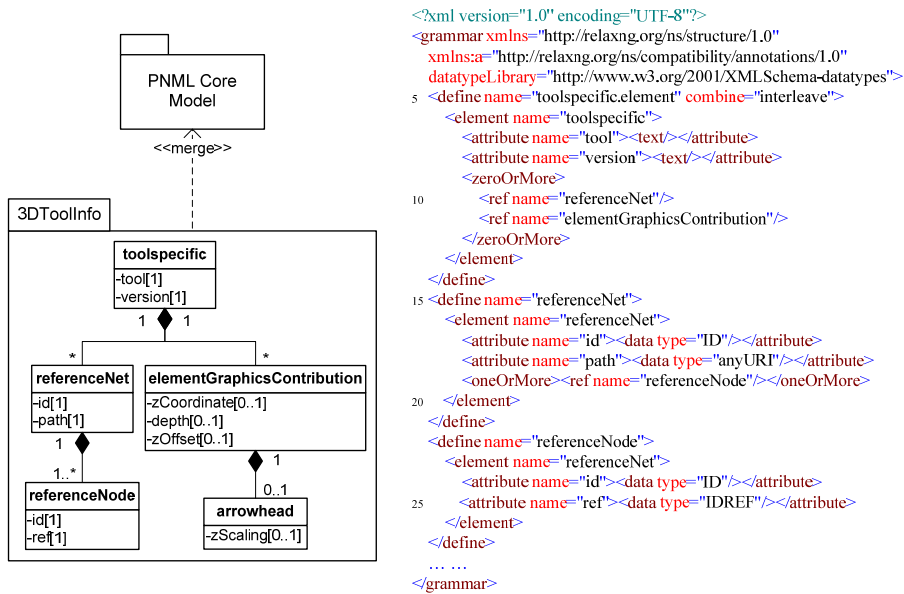 PNML Core
Model
<<merge>>
3DToolInfo
toolspecific
-tool[1]
-version[1]
1 1
* *
referenceNet
-id[1]
-path[1]
elementGraphicsContribution
-zCoordinate[0..1]
-depth[0..1]
-zOffset[0..1]
1
1..*
1
0..1
referenceNode
-id[1]
-ref[1]
arrowhead
-zScaling[0..1]
<?xml version="1.0" encoding="UTF-8"?>
<grammar xmlns="http://relaxng.org/ns/structure/1.0"
xmlns:a="http://relaxng.org/ns/compatibility/annotations/1.0"
datatypeLibrary="http://www.w3.org/2001/XMLSchema-datatypes">
5 <define name="toolspecific.element" combine="interleave">
<element name="toolspecific">
<attribute name="tool"><text/></attribute>
<attribute name="version"><text/></attribute>
<zeroOrMore>
10 <ref name="referenceNet"/>
<ref name="elementGraphicsContribution"/>
</zeroOrMore>
</element>
</define>
15 <define name="referenceNet">
<element name="referenceNet">
<attribute name="id"><data type="ID"/></attribute>
<attribute name="path"><data type="anyURI"/></attribute>
<oneOrMore><ref name="referenceNode"/></oneOrMore>
20 </element>
</define>
<define name="referenceNode">
<element name="referenceNet">
<attribute name="id"><data type="ID"/></attribute>
25 <attribute name="ref"><data type="IDREF"/></attribute>
</element>
</define>
... ...
</grammar>